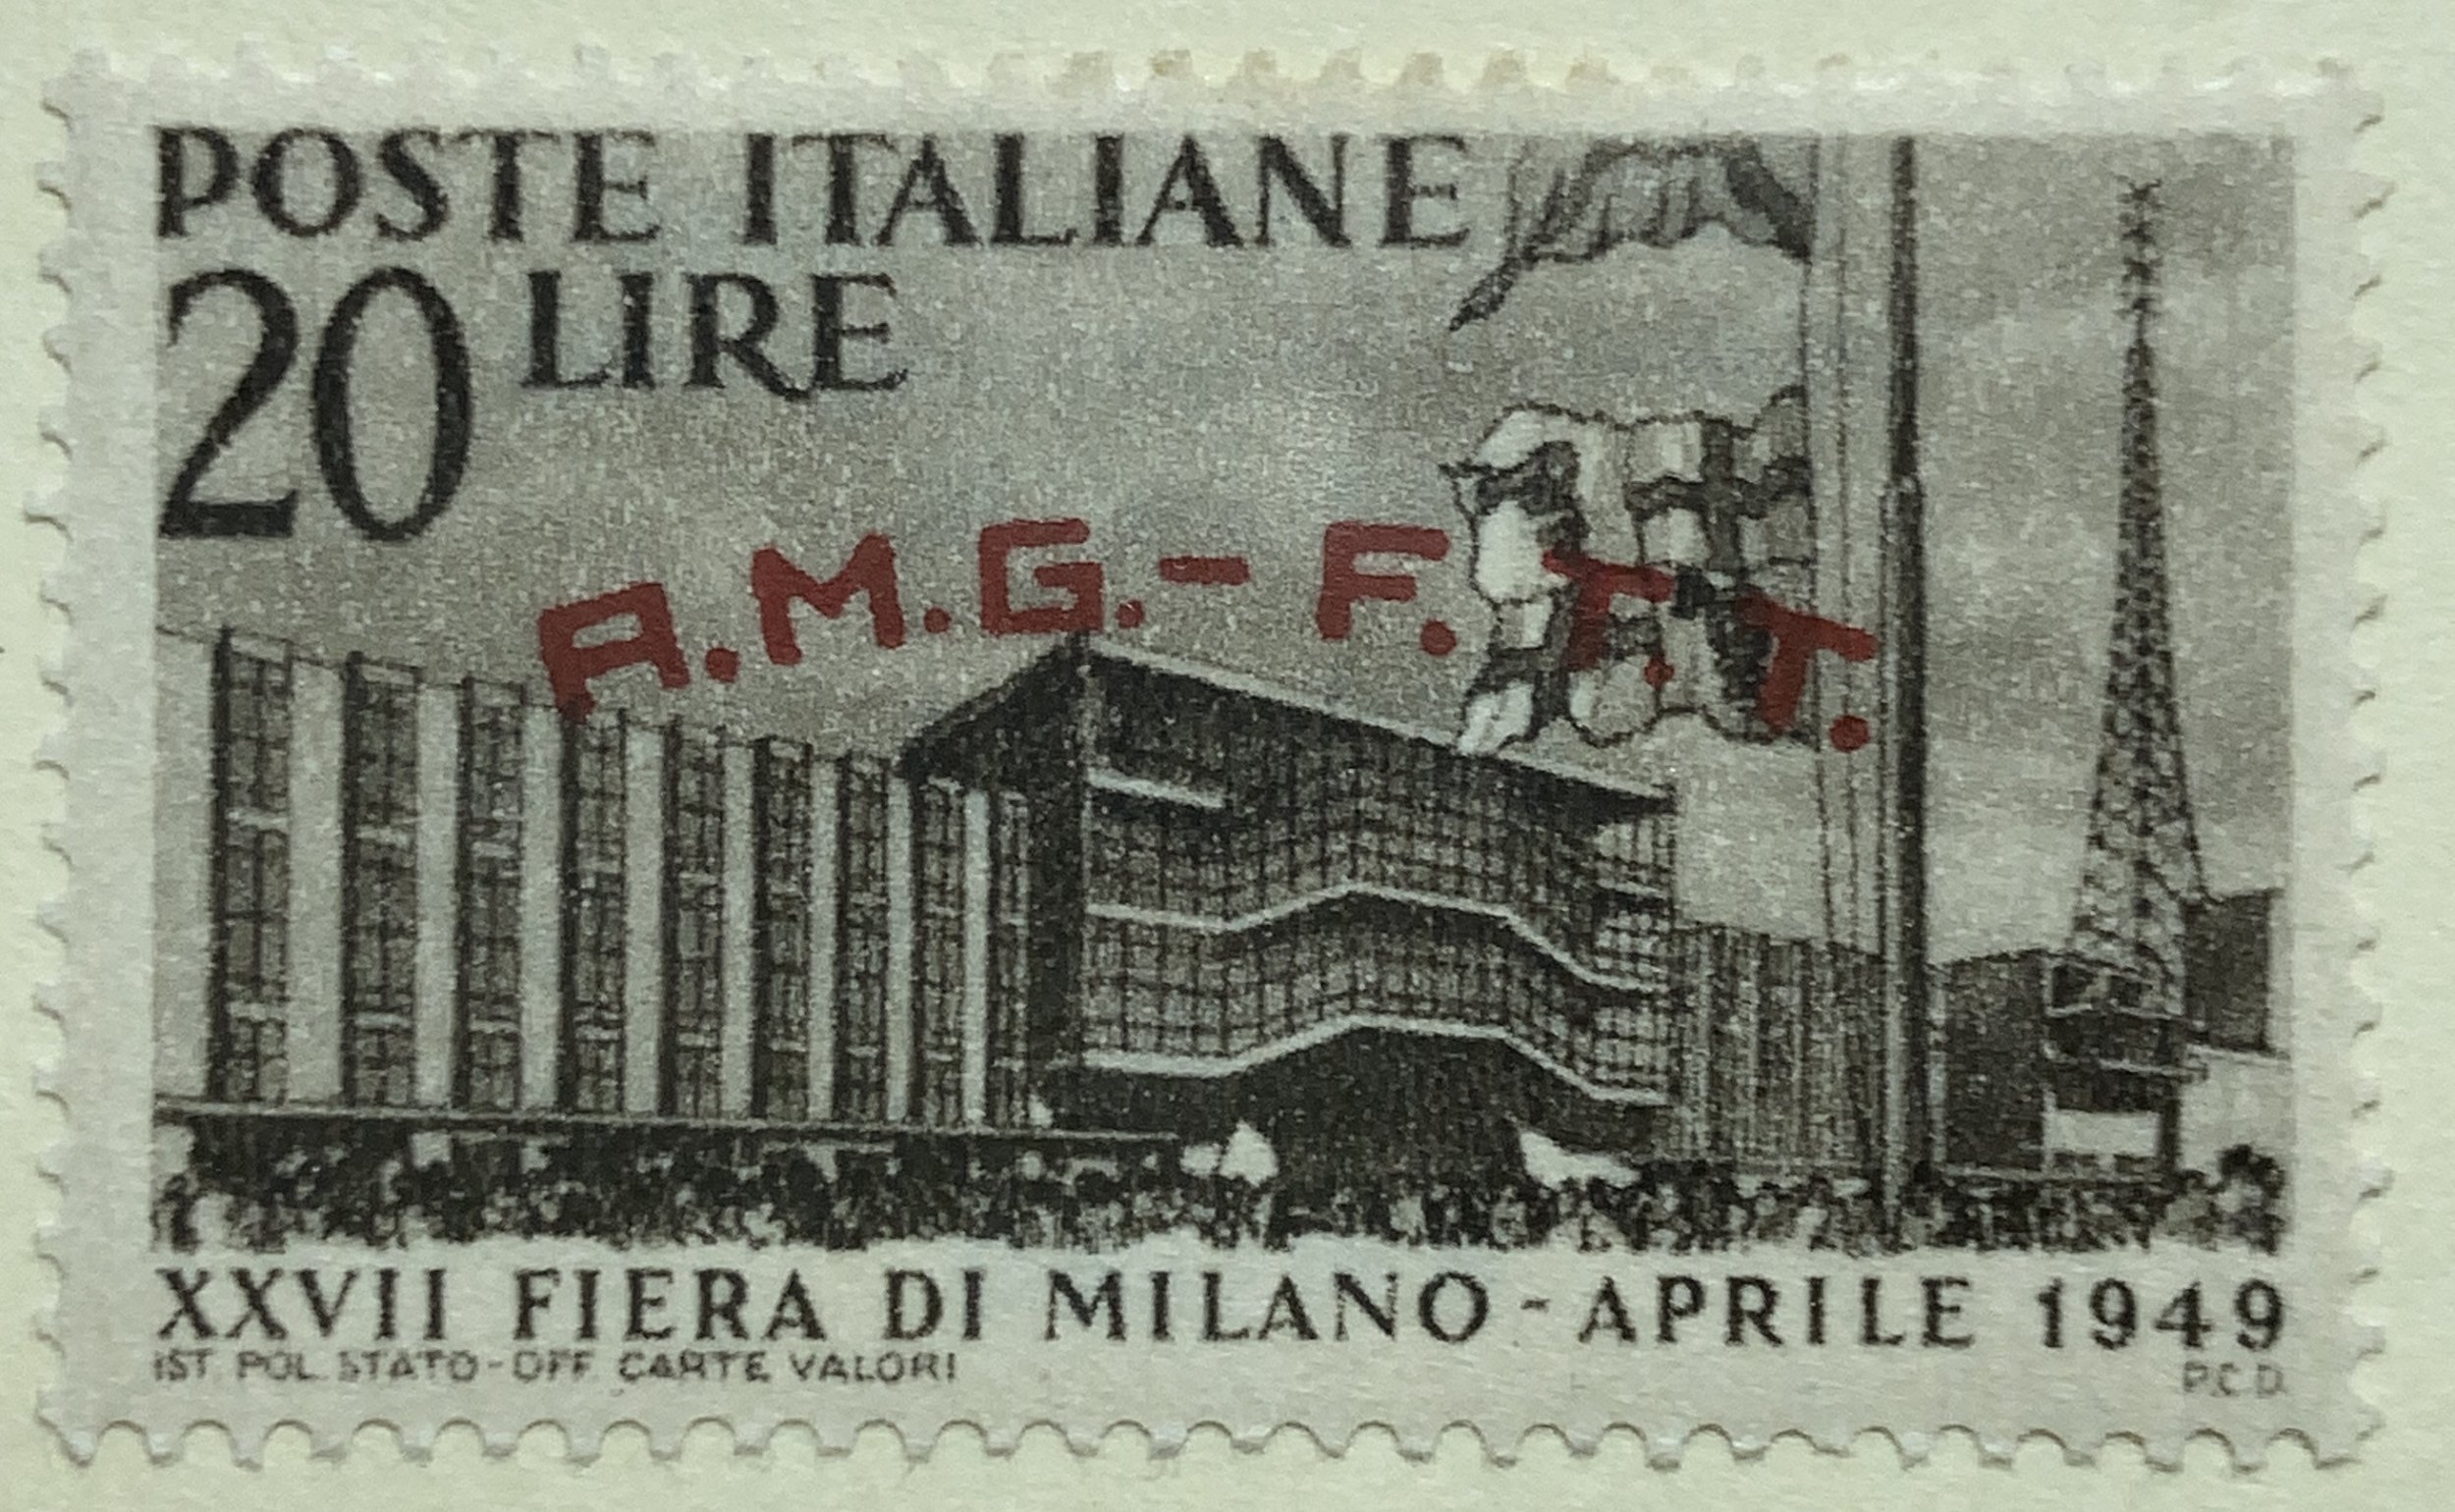 POSTE ITALIANE
20 LIRE
A.M.G.- F.T.T.
XXVII FIERA DI MILANO - APRILE 1949
IST. POL. STATO - OFF. CARTE VALORI P.C.D.